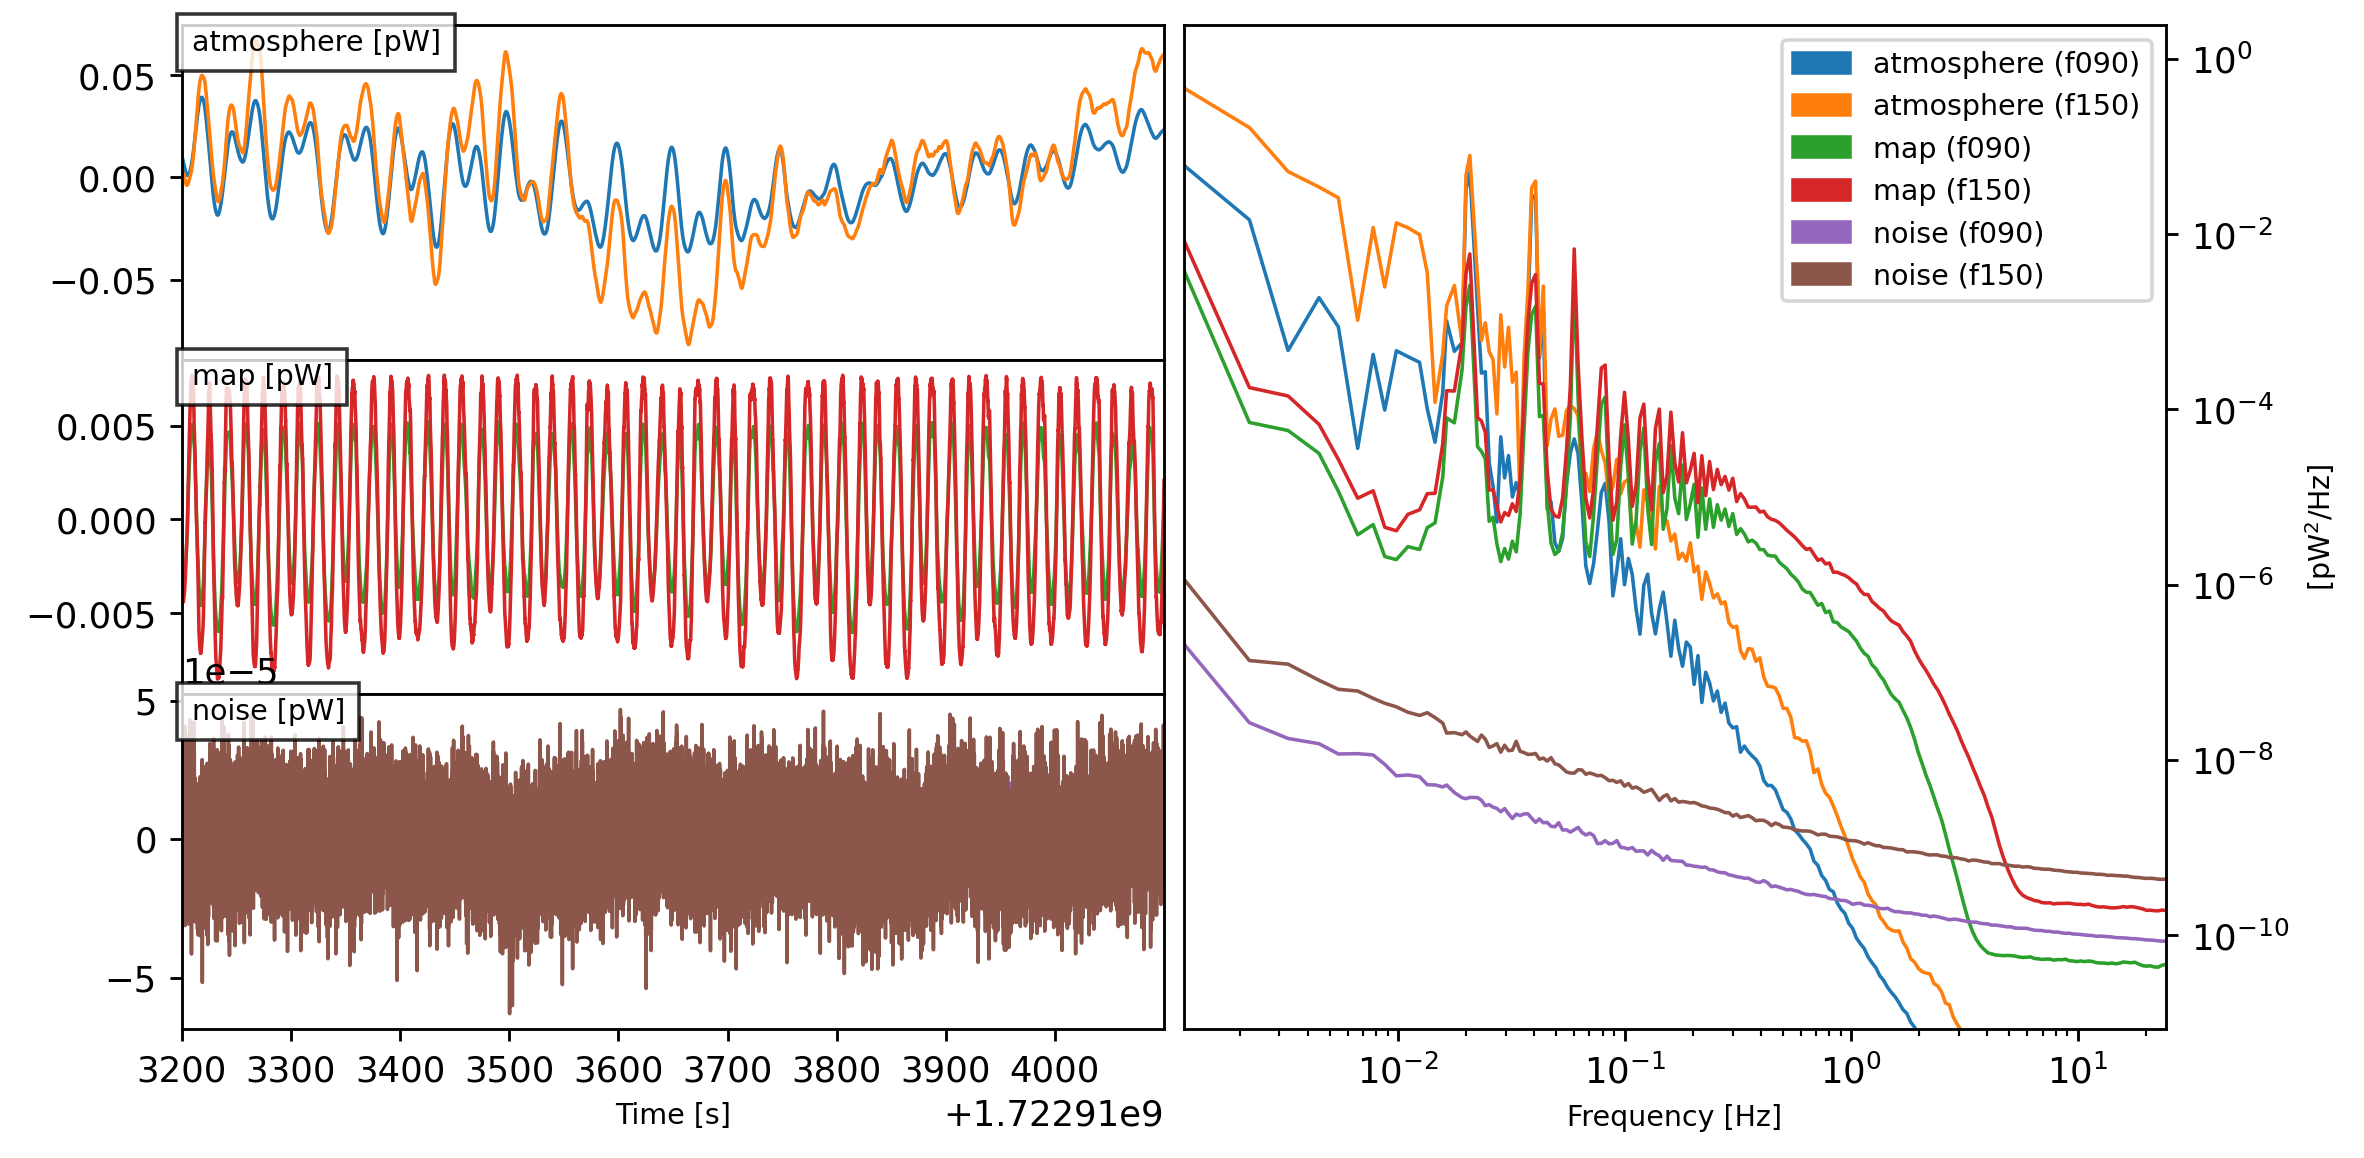 atmosphere [pW]
0.05
0.00
−0.05
map [pW]
0.005
0.000
−0.005
1e−5
noise [pW]
5
0
−5
3200 3300 3400 3500 3600 3700 3800 3900 4000
Time [s]
+1.72291e9
atmosphere (f090)
atmosphere (f150)
map (f090)
map (f150)
noise (f090)
noise (f150)
10⁰
10⁻²
10⁻⁴
10⁻⁶
10⁻⁸
10⁻¹⁰
[pW²/Hz]
10⁻² 10⁻¹ 10⁰ 10¹
Frequency [Hz]